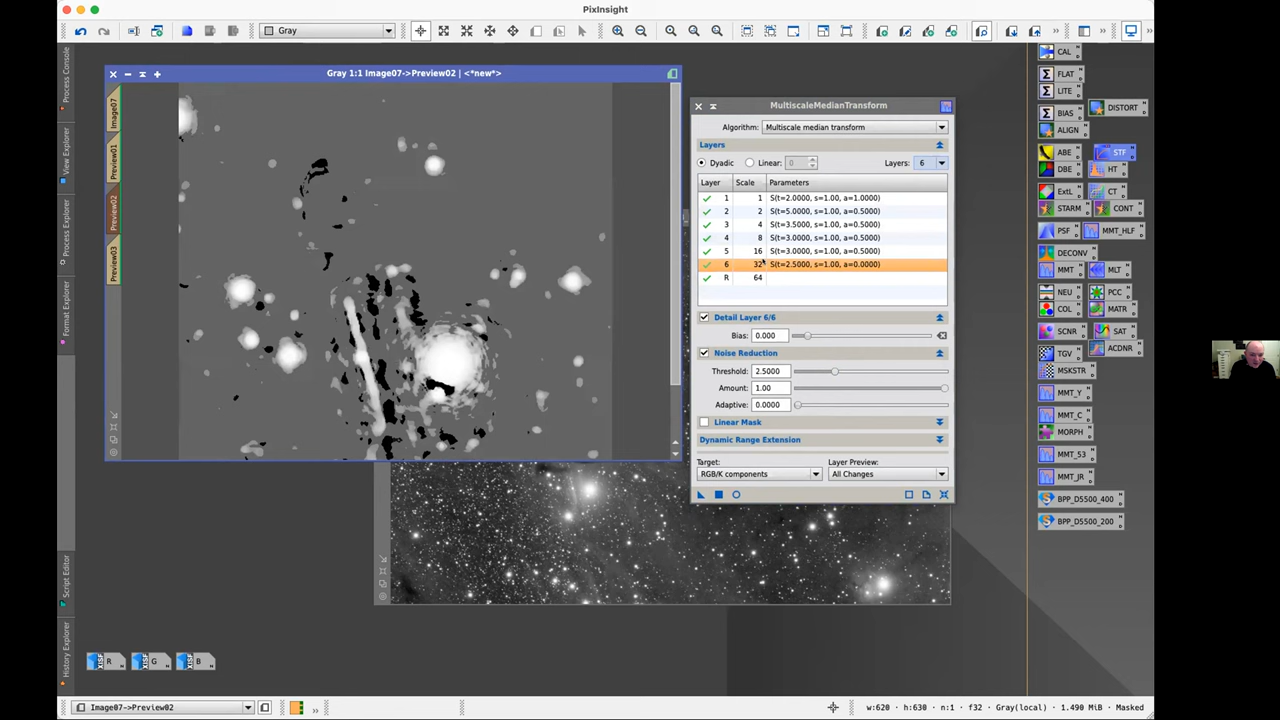 PixInsight
Gray
Process Console
View Explorer
Process Explorer
Format Explorer
Script Editor
History Explorer
Gray 1:1 Image07->Preview02 | <*new*>
Image07
Preview01
Preview02
Preview03
MultiscaleMedianTransform
Algorithm: Multiscale median transform
Layers
Dyadic Linear: 0 Layers: 6
Layer Scale Parameters
1 1 S(t=2.0000, s=1.00, a=1.0000)
2 2 S(t=5.0000, s=1.00, a=0.5000)
3 4 S(t=3.5000, s=1.00, a=0.5000)
4 8 S(t=3.0000, s=1.00, a=0.5000)
5 16 S(t=3.0000, s=1.00, a=0.5000)
6 32 S(t=2.5000, s=1.00, a=0.0000)
R 64
Detail Layer 6/6
Bias: 0.000
Noise Reduction
Threshold: 2.5000
Amount: 1.00
Adaptive: 0.0000
Linear Mask
Dynamic Range Extension
Target: Layer Preview:
RGB/K components All Changes
CAL
FLAT
LITE
BIAS DISTORT
ALIGN
ABE STF
DBE HT
ExtL CT
STARM CONT
PSF MMT_HLF
DECONV
MMT MLT
NEU PCC
COL MATR
SCNR SAT
TGV ACDNR
MSKSTR
MMT_Y
MMT_C
MORPH
MMT_53
MMT_JR
BPP_D5500_400
BPP_D5500_200
R G B
Image07->Preview02
w:620 h:630 n:1 f32 Gray(local) 1.490 MiB Masked